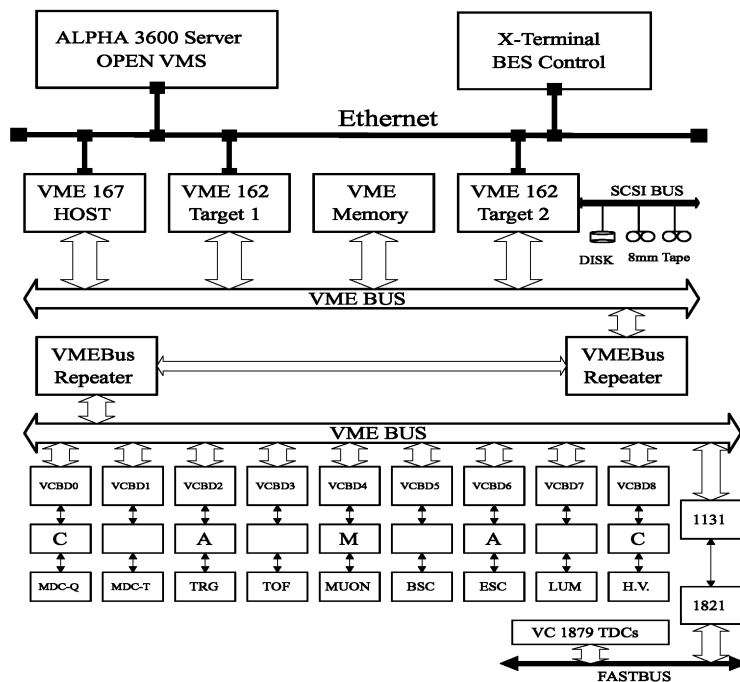 ALPHA 3600 Server
OPEN VMS
X-Terminal
BES Control
Ethernet
VME 167
HOST
VME 162
Target 1
VME
Memory
VME 162
Target 2
SCSI BUS
DISK
8mm Tape
VME BUS
VMEBus
Repeater
VMEBus
Repeater
VME BUS
VCBD0 VCBD1 VCBD2 VCBD3 VCBD4 VCBD5 VCBD6 VCBD7 VCBD8
1131
C A M A C
MDC-Q MDC-T TRG TOF MUON BSC ESC LUM H.V.
1821
VC 1879 TDCs
FASTBUS